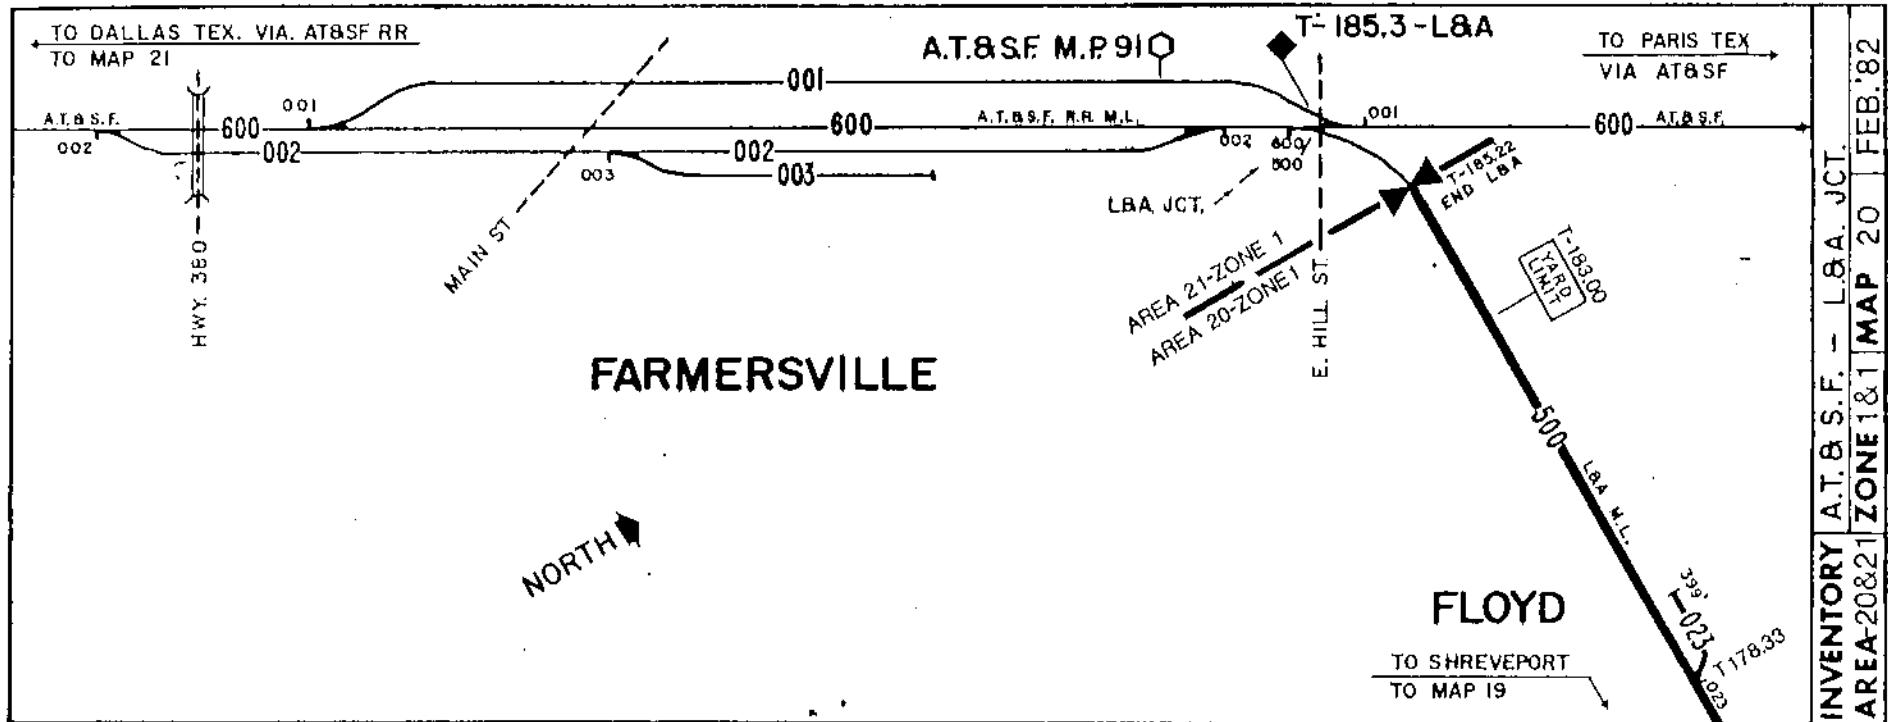 TO DALLAS TEX. VIA. AT&SF RR
TO MAP 21
A.T.&S.F. M.P. 91
T-185.3-L&A
TO PARIS TEX
VIA AT&SF
001
001
001
A.T.&S.F.
600
600
A.T.&S.F. R.R. M.L.
600
A.T.&S.F.
002
002
002
002
003
003
600/
500
L&A. JCT.
T-185.22
END L&A
HWY. 380
MAIN ST
E. HILL ST.
AREA 21-ZONE 1
AREA 20-ZONE 1
T-183.00
YARD
LIMIT
FARMERSVILLE
500
L&A M.L.
NORTH
FLOYD
399'
T-023
T178.33
023
TO SHREVEPORT
TO MAP 19
INVENTORY A.T.&S.F. - L.&A. JCT.
AREA-20&21 ZONE 1&1 MAP 20 FEB.'82